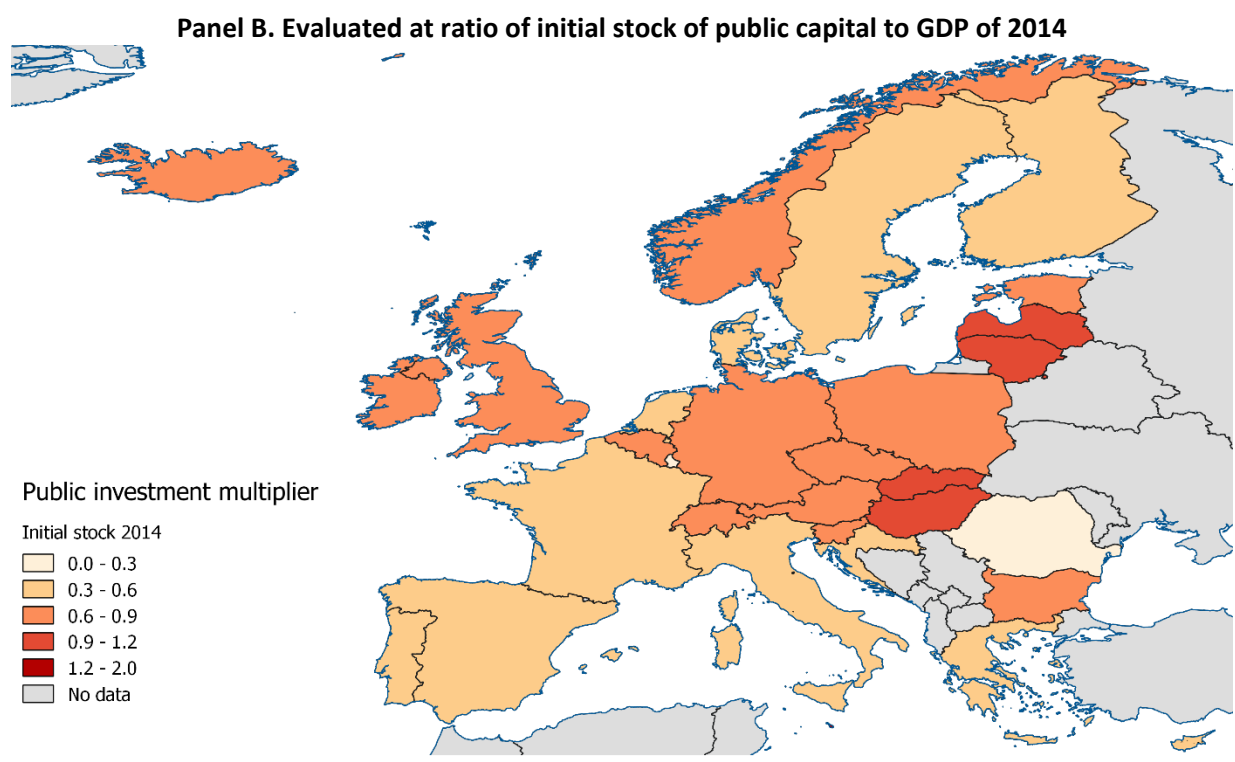 Panel B. Evaluated at ratio of initial stock of public capital to GDP of 2014
Public investment multiplier
Initial stock 2014
0.0 - 0.3
0.3 - 0.6
0.6 - 0.9
0.9 - 1.2
1.2 - 2.0
No data